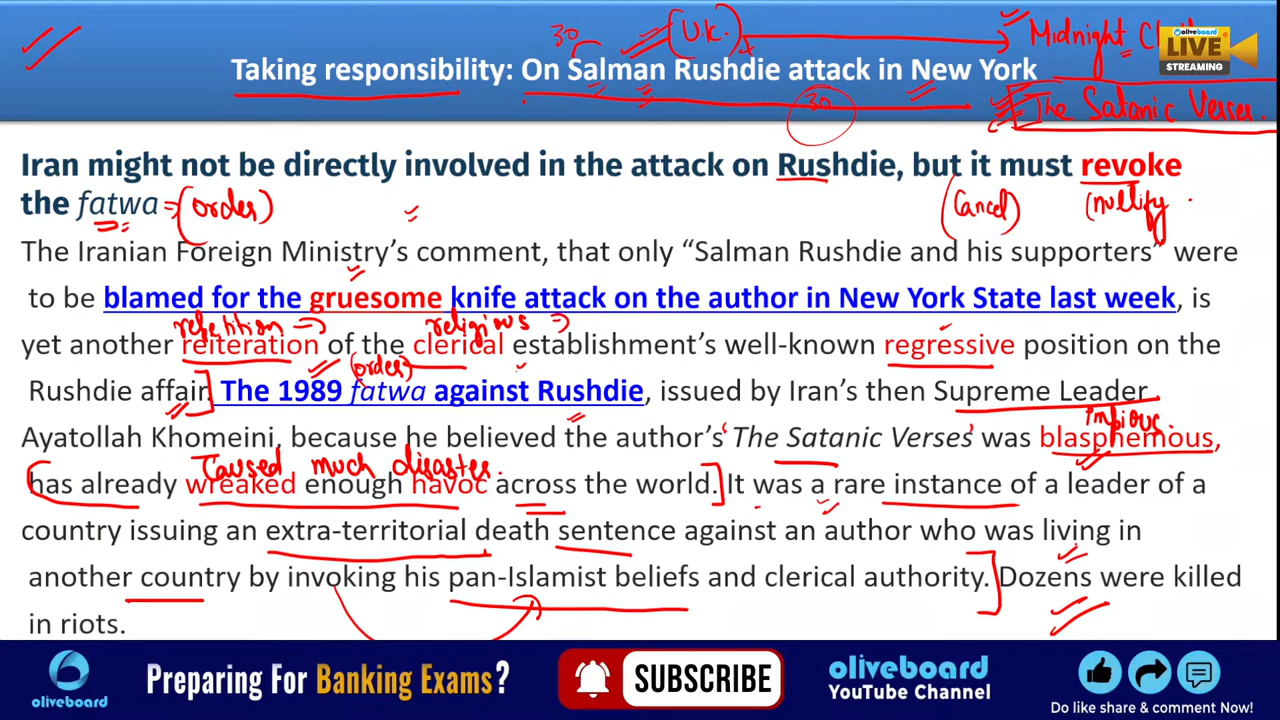 30 (U.K.) Midnight
oliveboard
LIVE
STREAMING
Taking responsibility: On Salman Rushdie attack in New York
30 The Satanic Verses.
Iran might not be directly involved in the attack on Rushdie, but it must revoke
the fatwa (order) (Cancel) (nullify
The Iranian Foreign Ministry’s comment, that only “Salman Rushdie and his supporters” were
to be blamed for the gruesome knife attack on the author in New York State last week, is
repetition religious
yet another reiteration of the clerical establishment’s well-known regressive position on the
(order)
Rushdie affair. The 1989 fatwa against Rushdie, issued by Iran’s then Supreme Leader
impious.
Ayatollah Khomeini, because he believed the author’s ‘The Satanic Verses’ was blasphemous,
Caused much disaster.
has already wreaked enough havoc across the world. It was a rare instance of a leader of a
country issuing an extra-territorial death sentence against an author who was living in
another country by invoking his pan-Islamist beliefs and clerical authority. Dozens were killed
in riots.
oliveboard
Preparing For Banking Exams?
SUBSCRIBE
oliveboard
YouTube Channel
Do like share & comment Now!